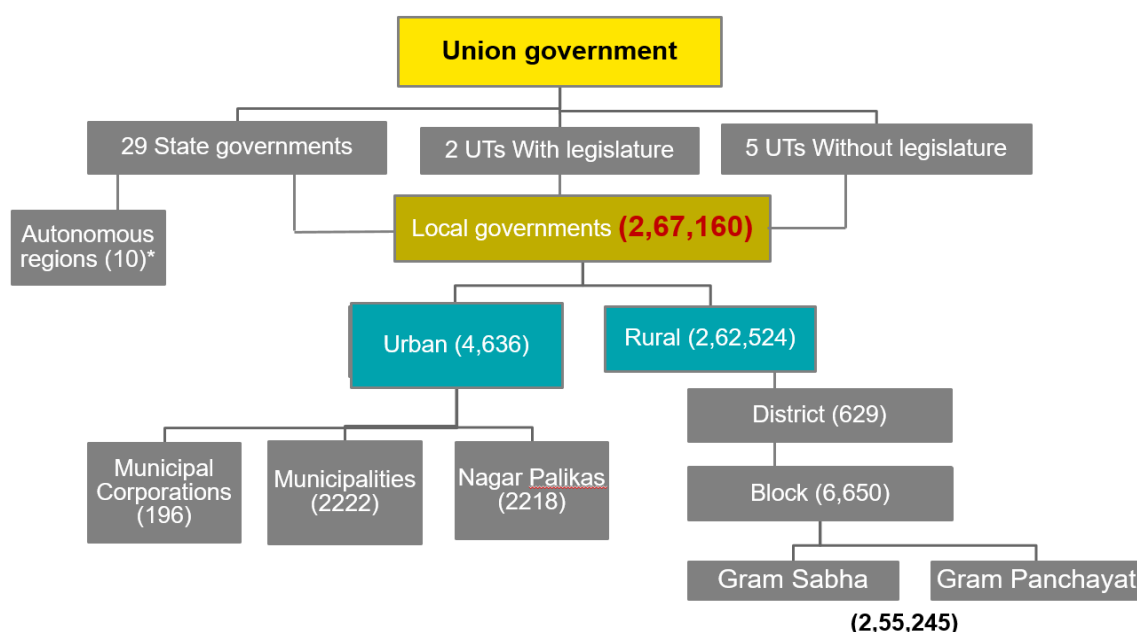 Union government
29 State governments
2 UTs With legislature
5 UTs Without legislature
Autonomous
regions (10)*
Local governments (2,67,160)
Urban (4,636)
Rural (2,62,524)
District (629)
Municipal
Corporations
(196)
Municipalities
(2222)
Nagar Palikas
(2218)
Block (6,650)
Gram Sabha
Gram Panchayat
(2,55,245)